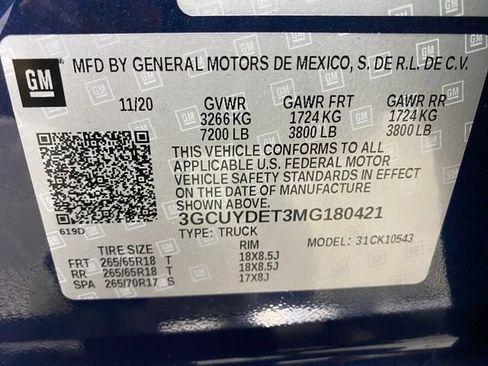 GM MFD BY GENERAL MOTORS DE MEXICO, S. DE R.L. DE C.V.
11/20 GVWR GAWR FRT GAWR RR
3266 KG 1724 KG 1724 KG
7200 LB 3800 LB 3800 LB
THIS VEHICLE CONFORMS TO ALL
APPLICABLE U.S. FEDERAL MOTOR
VEHICLE SAFETY STANDARDS IN EFFECT
ON THE DATE OF MANUFACTURE
SHOWN ABOVE.
3GCUYDET3MG180421
619D
TYPE: TRUCK MODEL: 31CK10543
TIRE SIZE RIM
FRT 265/65R18 T 18X8.5J
RR 265/65R18 T 18X8.5J
SPA 265/70R17 S 17X8J